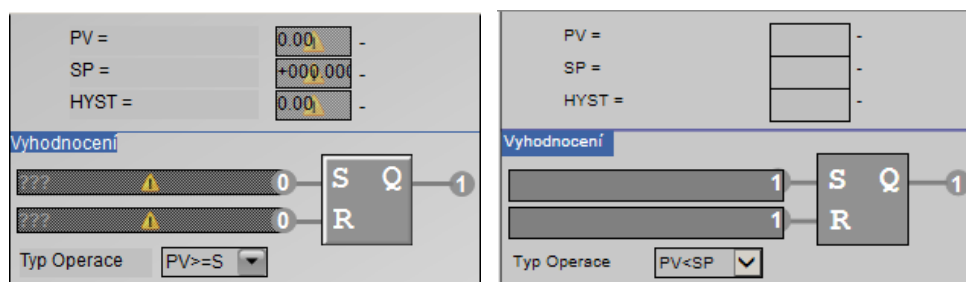 PV = 0.00 -
SP = +000.000 -
HYST = 0.00 -
Vyhodnocení
??? 0 S Q 1
??? 0 R
Typ Operace PV>=S
PV = -
SP = -
HYST = -
Vyhodnocení
1 S Q 1
1 R
Typ Operace PV<SP